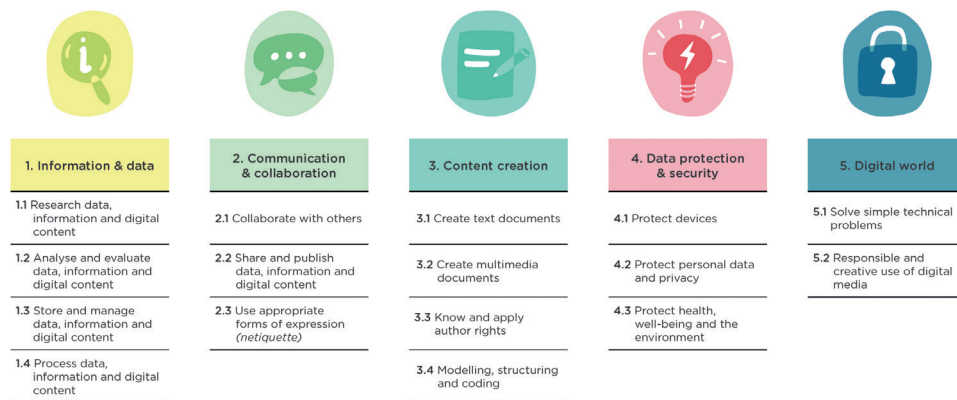 i
1. Information & data
1.1 Research data,
information and digital
content
1.2 Analyse and evaluate
data, information and
digital content
1.3 Store and manage
data, information and
digital content
1.4 Process data,
information and digital
content
2. Communication
& collaboration
2.1 Collaborate with others
2.2 Share and publish
data, information and
digital content
2.3 Use appropriate
forms of expression
(netiquette)
3. Content creation
3.1 Create text documents
3.2 Create multimedia
documents
3.3 Know and apply
author rights
3.4 Modelling, structuring
and coding
4. Data protection
& security
4.1 Protect devices
4.2 Protect personal data
and privacy
4.3 Protect health,
well-being and the
environment
5. Digital world
5.1 Solve simple technical
problems
5.2 Responsible and
creative use of digital
media